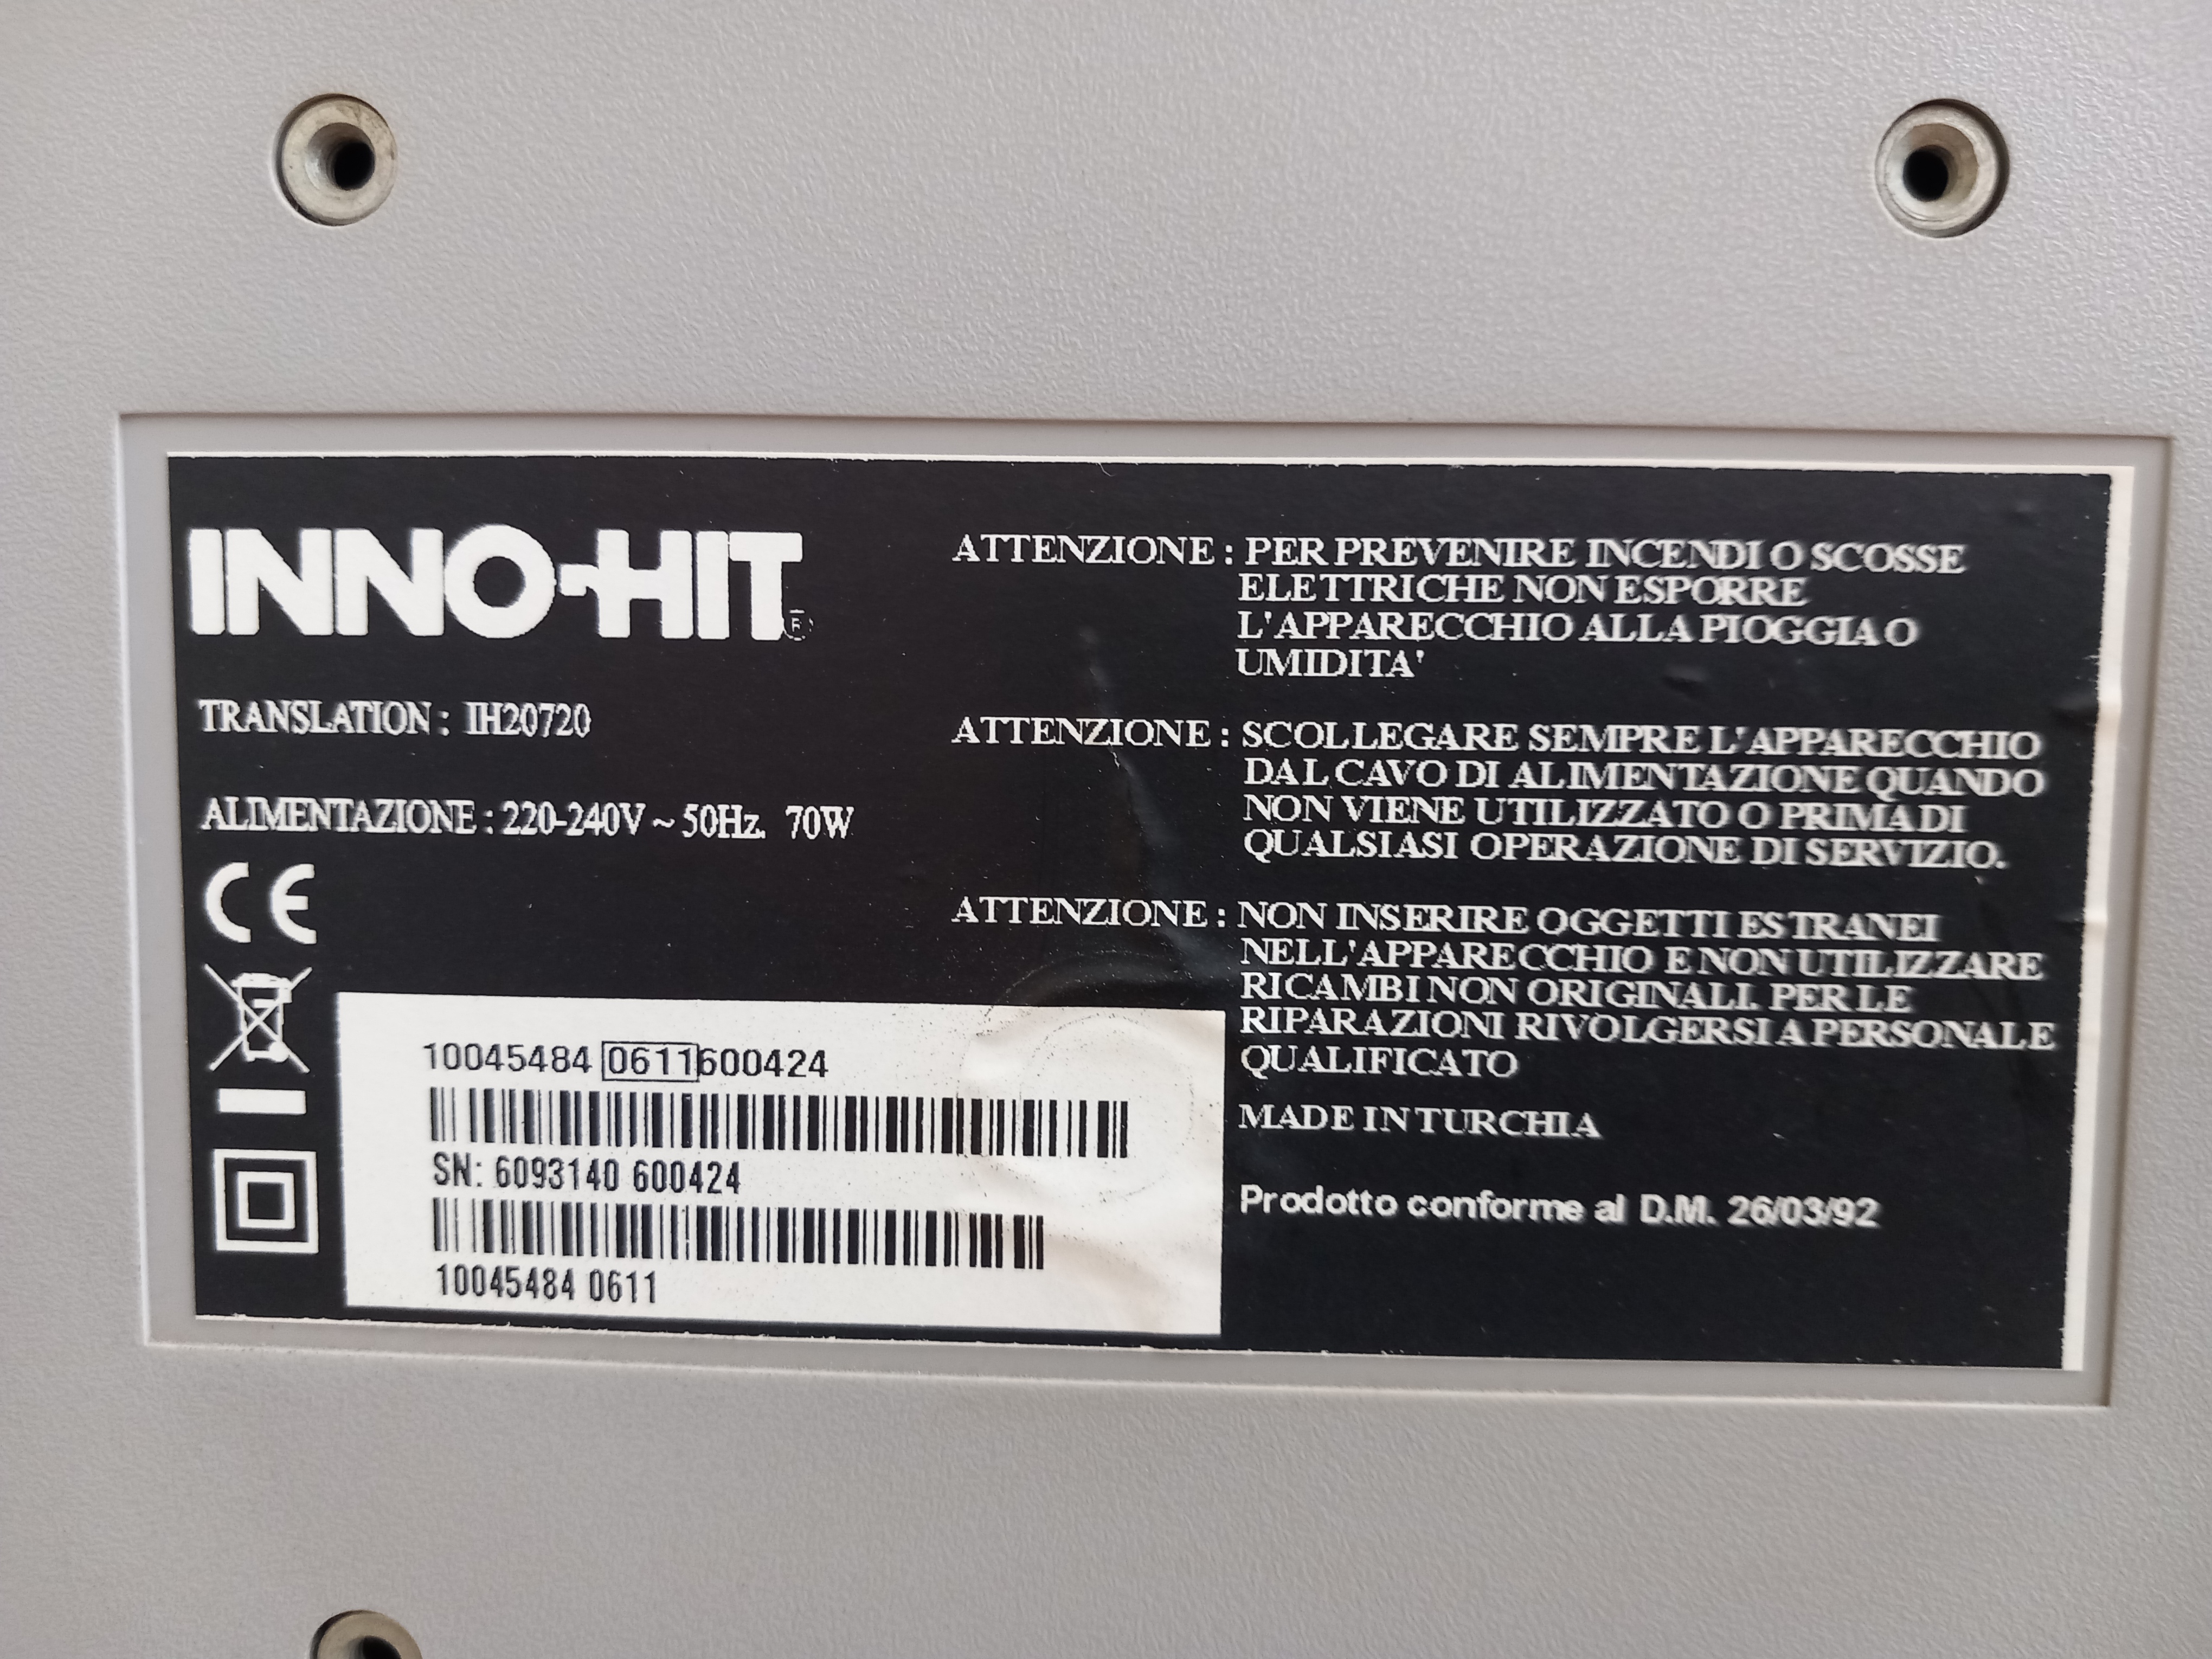 INNO-HIT®
TRANSLATION : IH20720
ALIMENTAZIONE : 220-240V ~ 50Hz. 70W
CE
10045484 0611600424
SN: 6093140 600424
10045484 0611
ATTENZIONE : PER PREVENIRE INCENDI O SCOSSE
ELETTRICHE NON ESPORRE
L'APPARECCHIO ALLA PIOGGIA O
UMIDITA'
ATTENZIONE : SCOLLEGARE SEMPRE L'APPARECCHIO
DAL CAVO DI ALIMENTAZIONE QUANDO
NON VIENE UTILIZZATO O PRIMA DI
QUALSIASI OPERAZIONE DI SERVIZIO.
ATTENZIONE : NON INSERIRE OGGETTI ESTRANEI
NELL'APPARECCHIO E NON UTILIZZARE
RICAMBI NON ORIGINALI. PER LE
RIPARAZIONI RIVOLGERSI A PERSONALE
QUALIFICATO
MADE IN TURCHIA
Prodotto conforme al D.M. 26/03/92